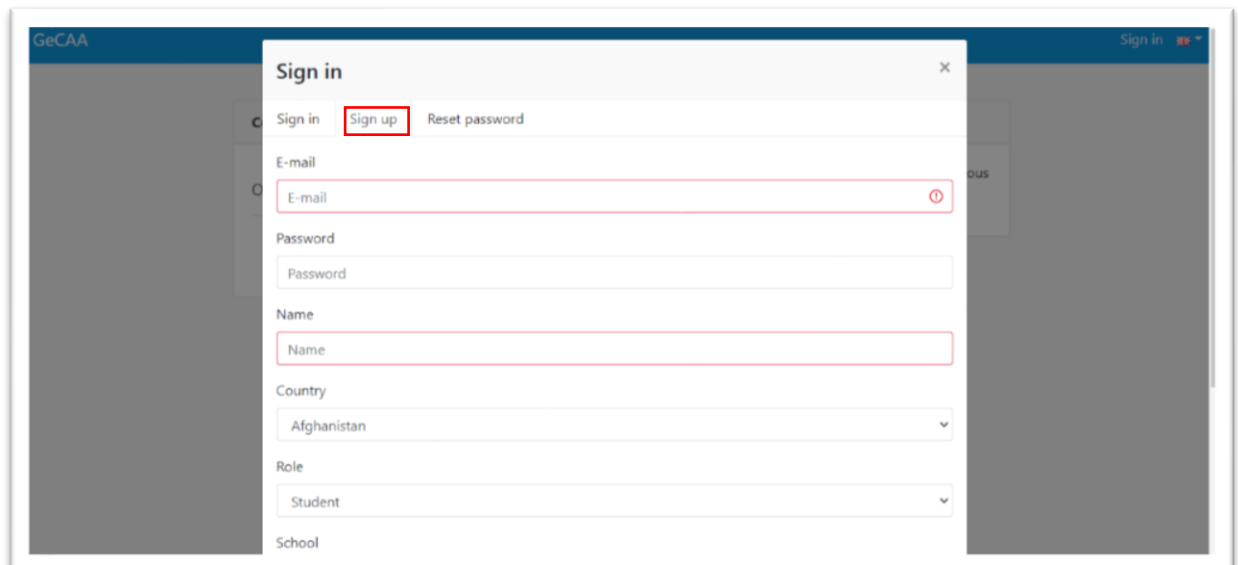 GeCAA
Sign in
Sign in
Sign in Sign up Reset password
E-mail
E-mail
ous
Password
Password
Name
Name
Country
Afghanistan
Role
Student
School